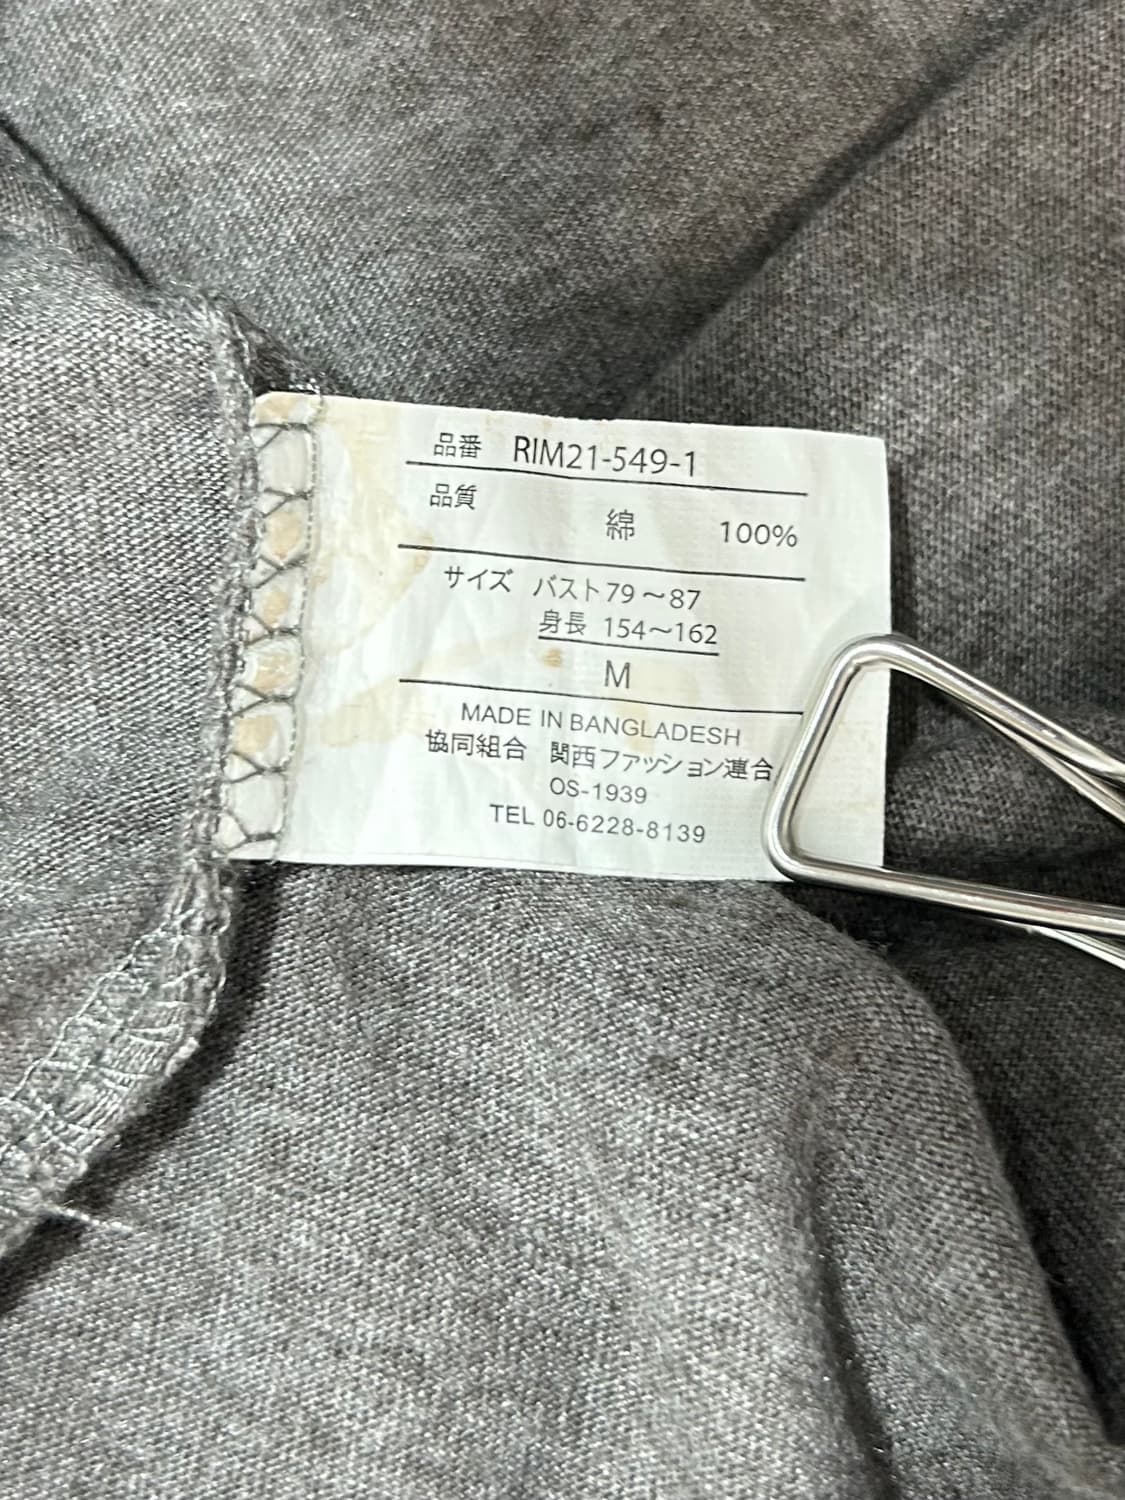 品番 RIM21-549-1
品質
綿 100%
サイズ バスト79～87
身長 154～162
M
MADE IN BANGLADESH
協同組合 関西ファッション連合
OS-1939
TEL 06-6228-8139